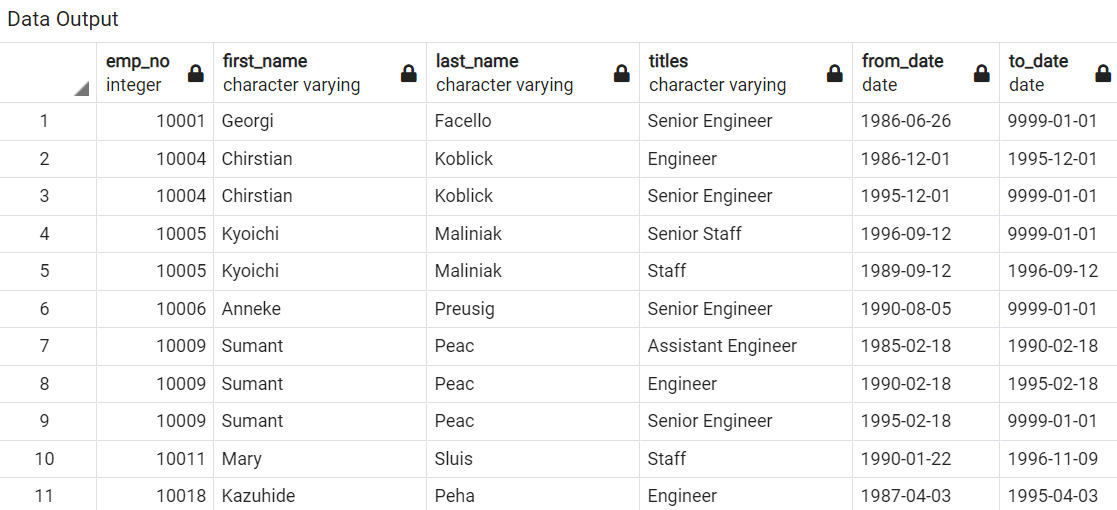 Data Output
emp_no first_name last_name titles from_date to_date
integer character varying character varying character varying date date
1 10001 Georgi Facello Senior Engineer 1986-06-26 9999-01-01
2 10004 Chirstian Koblick Engineer 1986-12-01 1995-12-01
3 10004 Chirstian Koblick Senior Engineer 1995-12-01 9999-01-01
4 10005 Kyoichi Maliniak Senior Staff 1996-09-12 9999-01-01
5 10005 Kyoichi Maliniak Staff 1989-09-12 1996-09-12
6 10006 Anneke Preusig Senior Engineer 1990-08-05 9999-01-01
7 10009 Sumant Peac Assistant Engineer 1985-02-18 1990-02-18
8 10009 Sumant Peac Engineer 1990-02-18 1995-02-18
9 10009 Sumant Peac Senior Engineer 1995-02-18 9999-01-01
10 10011 Mary Sluis Staff 1990-01-22 1996-11-09
11 10018 Kazuhide Peha Engineer 1987-04-03 1995-04-03